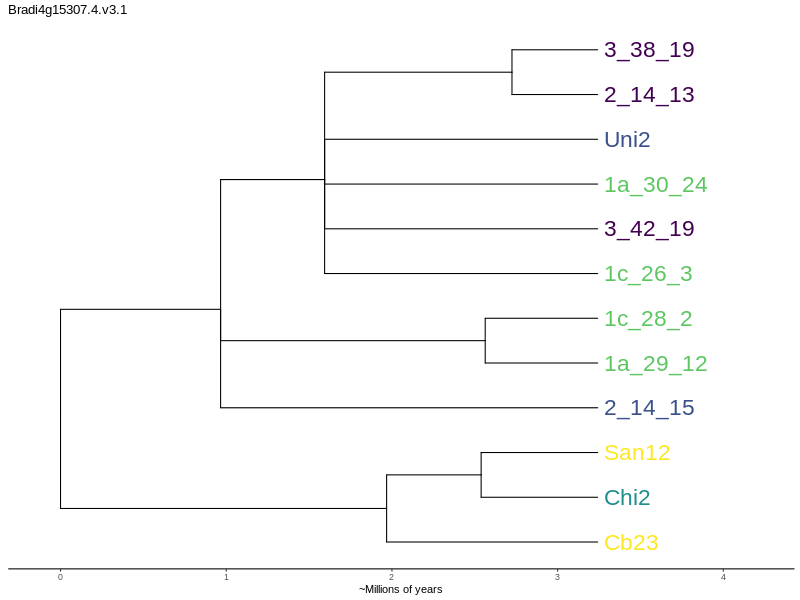 Bradi4g15307.4.v3.1
3_38_19
2_14_13
Uni2
1a_30_24
3_42_19
1c_26_3
1c_28_2
1a_29_12
2_14_15
San12
Chi2
Cb23
0 1 2 3 4
~Millions of years